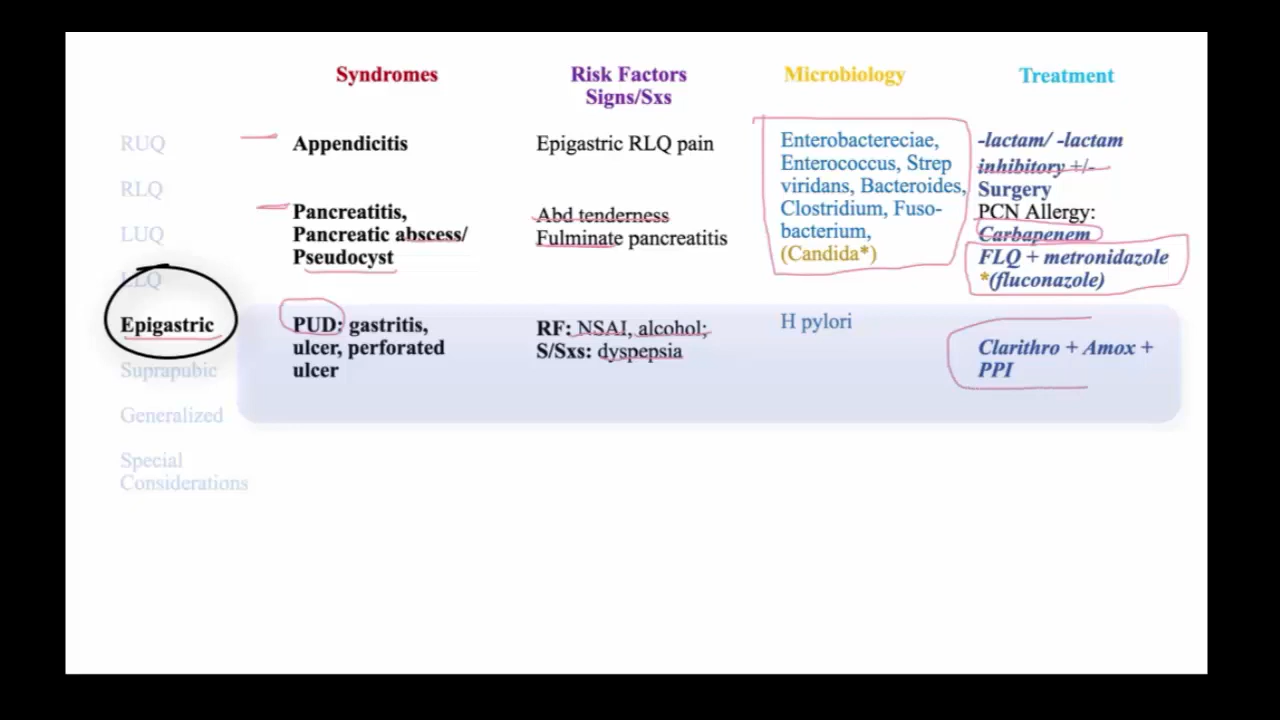 Syndromes
Risk Factors
Signs/Sxs
Microbiology
Treatment
RUQ
RLQ
LUQ
LLQ
Epigastric
Suprapubic
Generalized
Special
Considerations
Appendicitis
Epigastric RLQ pain
Pancreatitis,
Pancreatic abscess/
Pseudocyst
Abd tenderness
Fulminate pancreatitis
Enterobactereciae,
Enterococcus, Strep
viridans, Bacteroides,
Clostridium, Fuso-
bacterium,
(Candida*)
-lactam/ -lactam
inhibitory +/-
Surgery
PCN Allergy:
Carbapenem
FLQ + metronidazole
*(fluconazole)
PUD: gastritis,
ulcer, perforated
ulcer
RF: NSAI, alcohol;
S/Sxs: dyspepsia
H pylori
Clarithro + Amox +
PPI